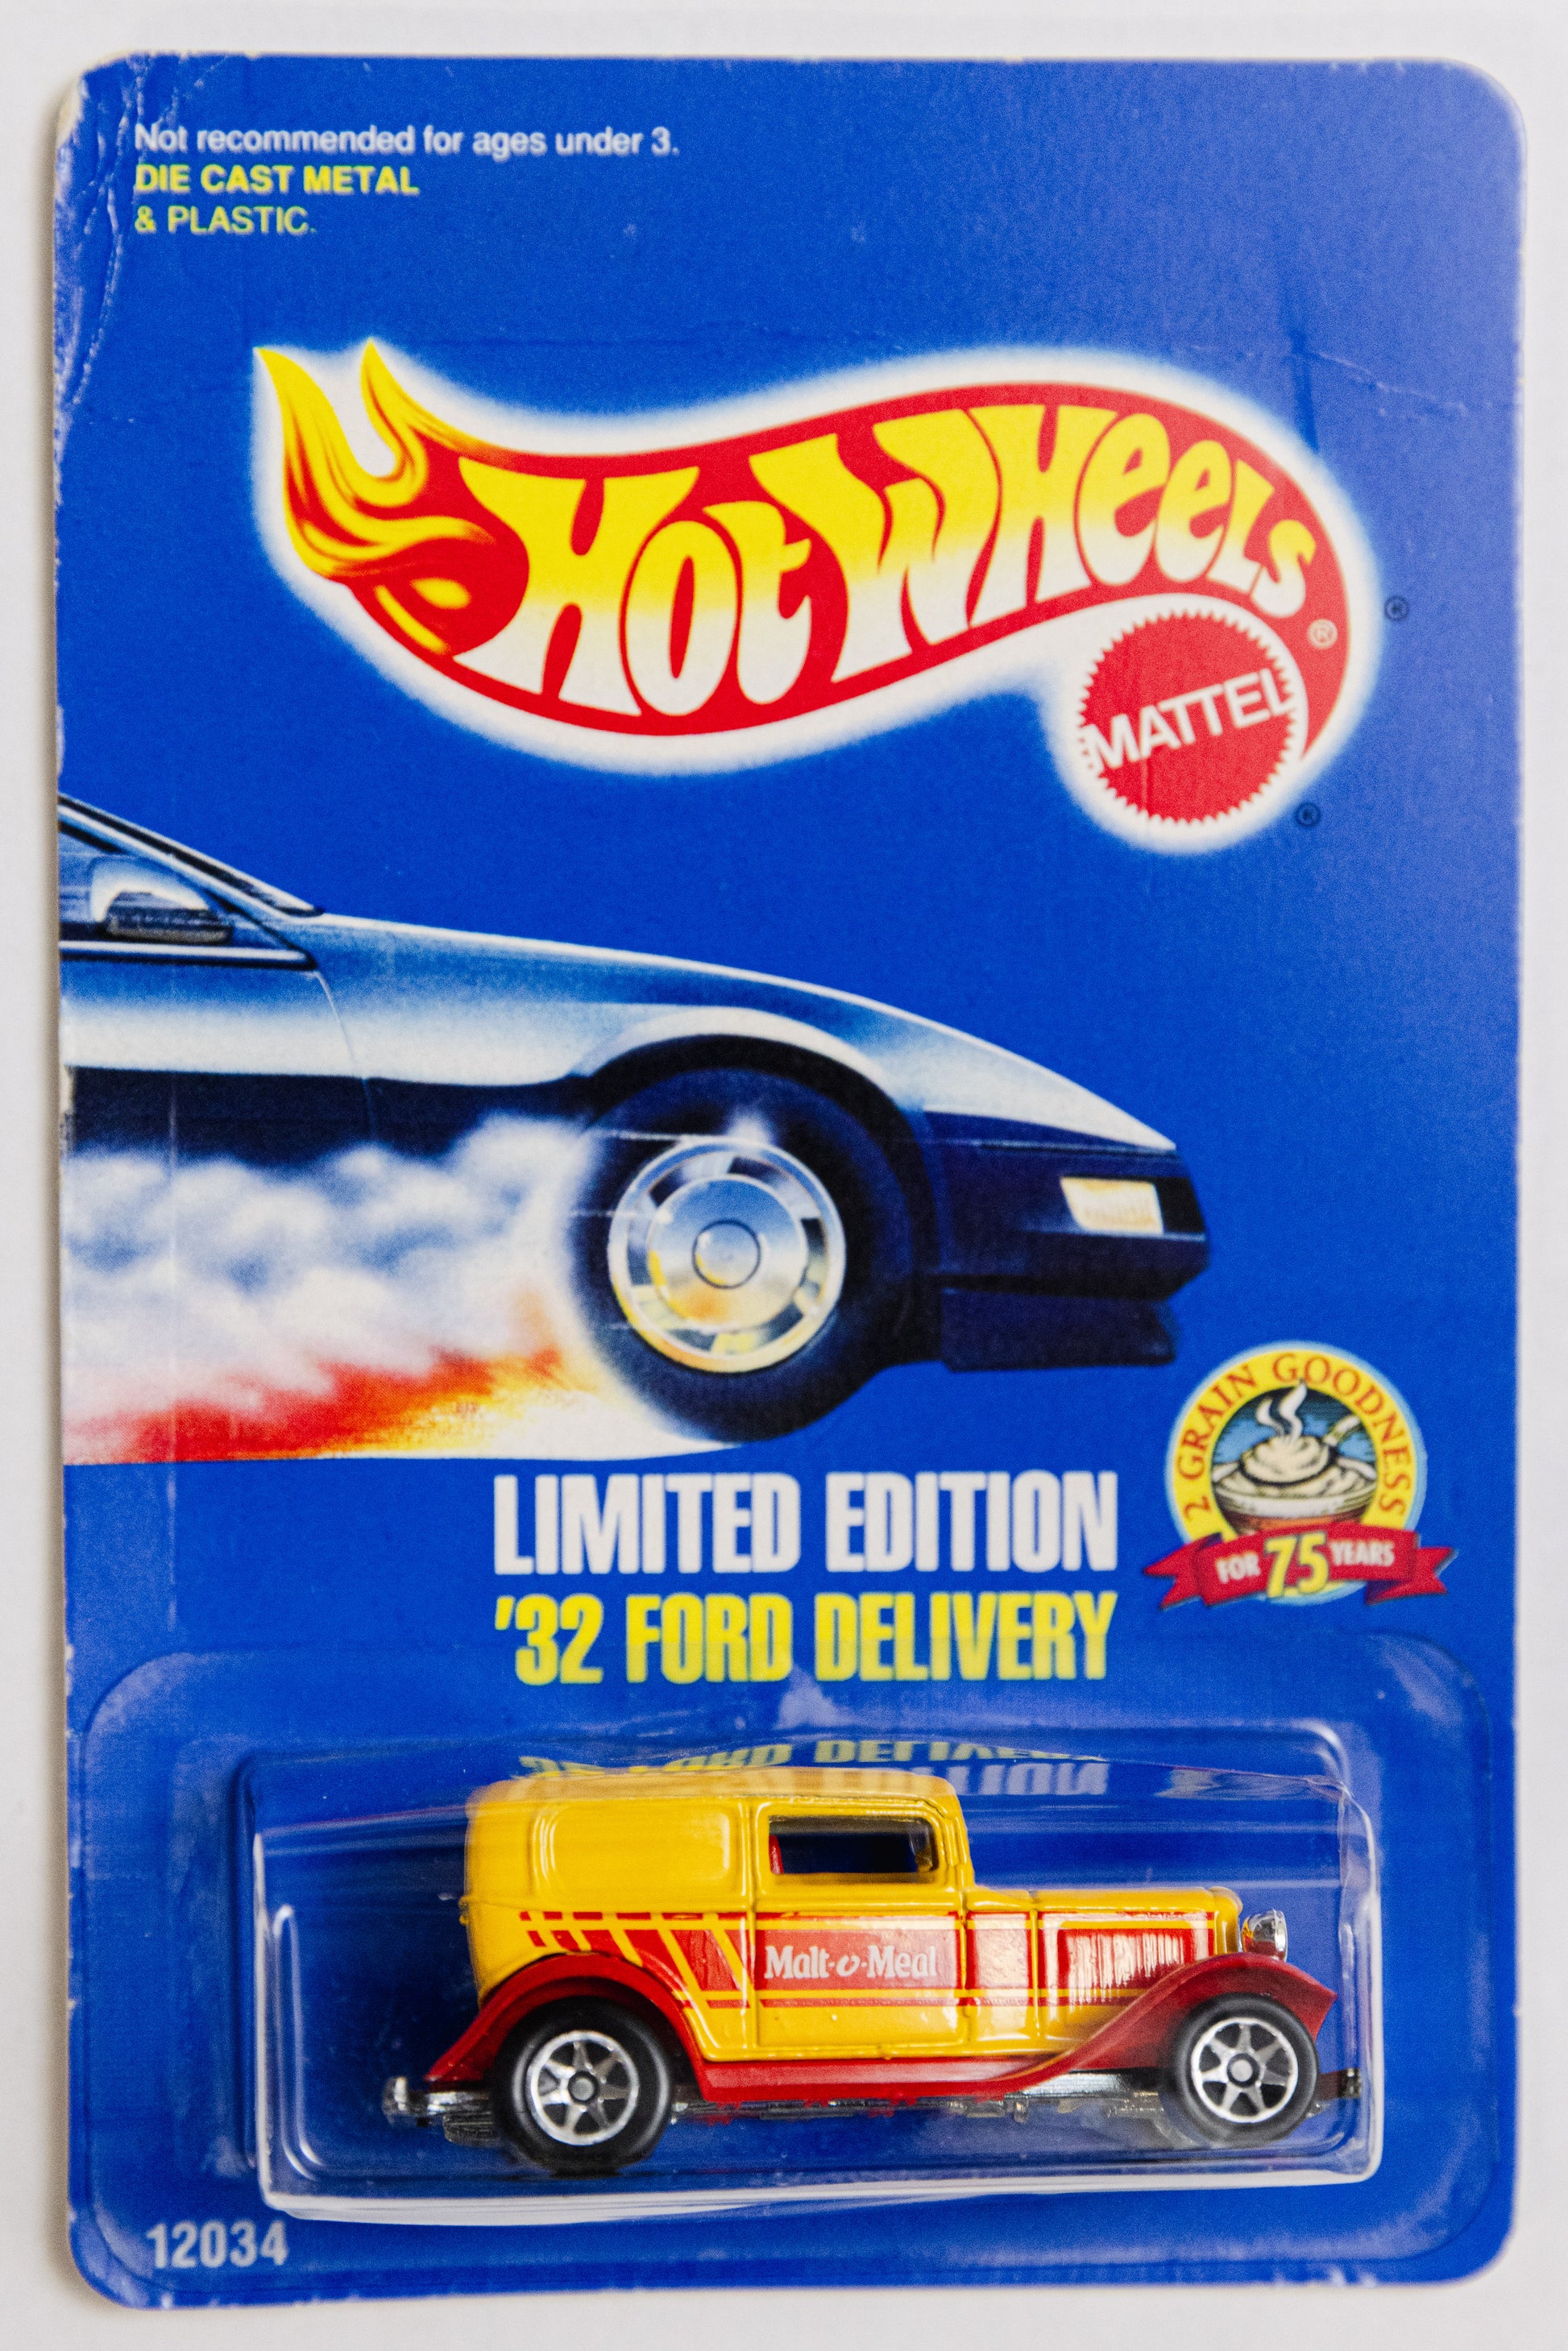 Not recommended for ages under 3.
DIE CAST METAL
& PLASTIC.
HOT WHEELS ®
®
MATTEL
®
2 GRAIN GOODNESS
FOR 75 YEARS
LIMITED EDITION
'32 FORD DELIVERY
Malt-o-Meal
12034